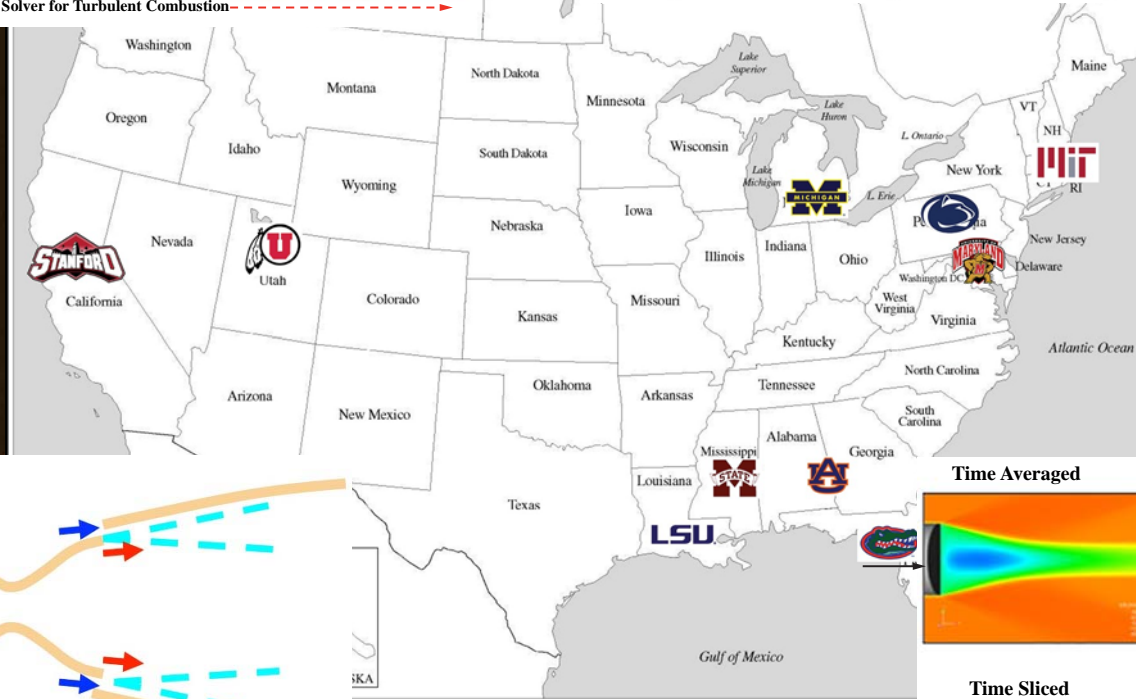 Solver for Turbulent Combustion
Washington
Montana
North Dakota
Minnesota
Lake
Superior
Maine
Oregon
Idaho
South Dakota
Wisconsin
Lake
Huron
L. Ontario
VT
NH
MIT
RI
Wyoming
Lake
Michigan
MICHIGAN
L. Erie
New York
Nevada
Nebraska
Iowa
Illinois
Indiana
Ohio
New Jersey
STANFORD
U
Utah
California
Colorado
Kansas
Missouri
UNIVERSITY OF
MARYLAND
M
Washington DC
Delaware
West
Virginia
Virginia
Kentucky
Atlantic Ocean
Arizona
New Mexico
Oklahoma
Arkansas
Tennessee
North Carolina
South
Carolina
Mississippi
Alabama
Georgia
STATE
AU
Louisiana
Texas
LSU
Time Averaged
Gulf of Mexico
SKA
Time Sliced